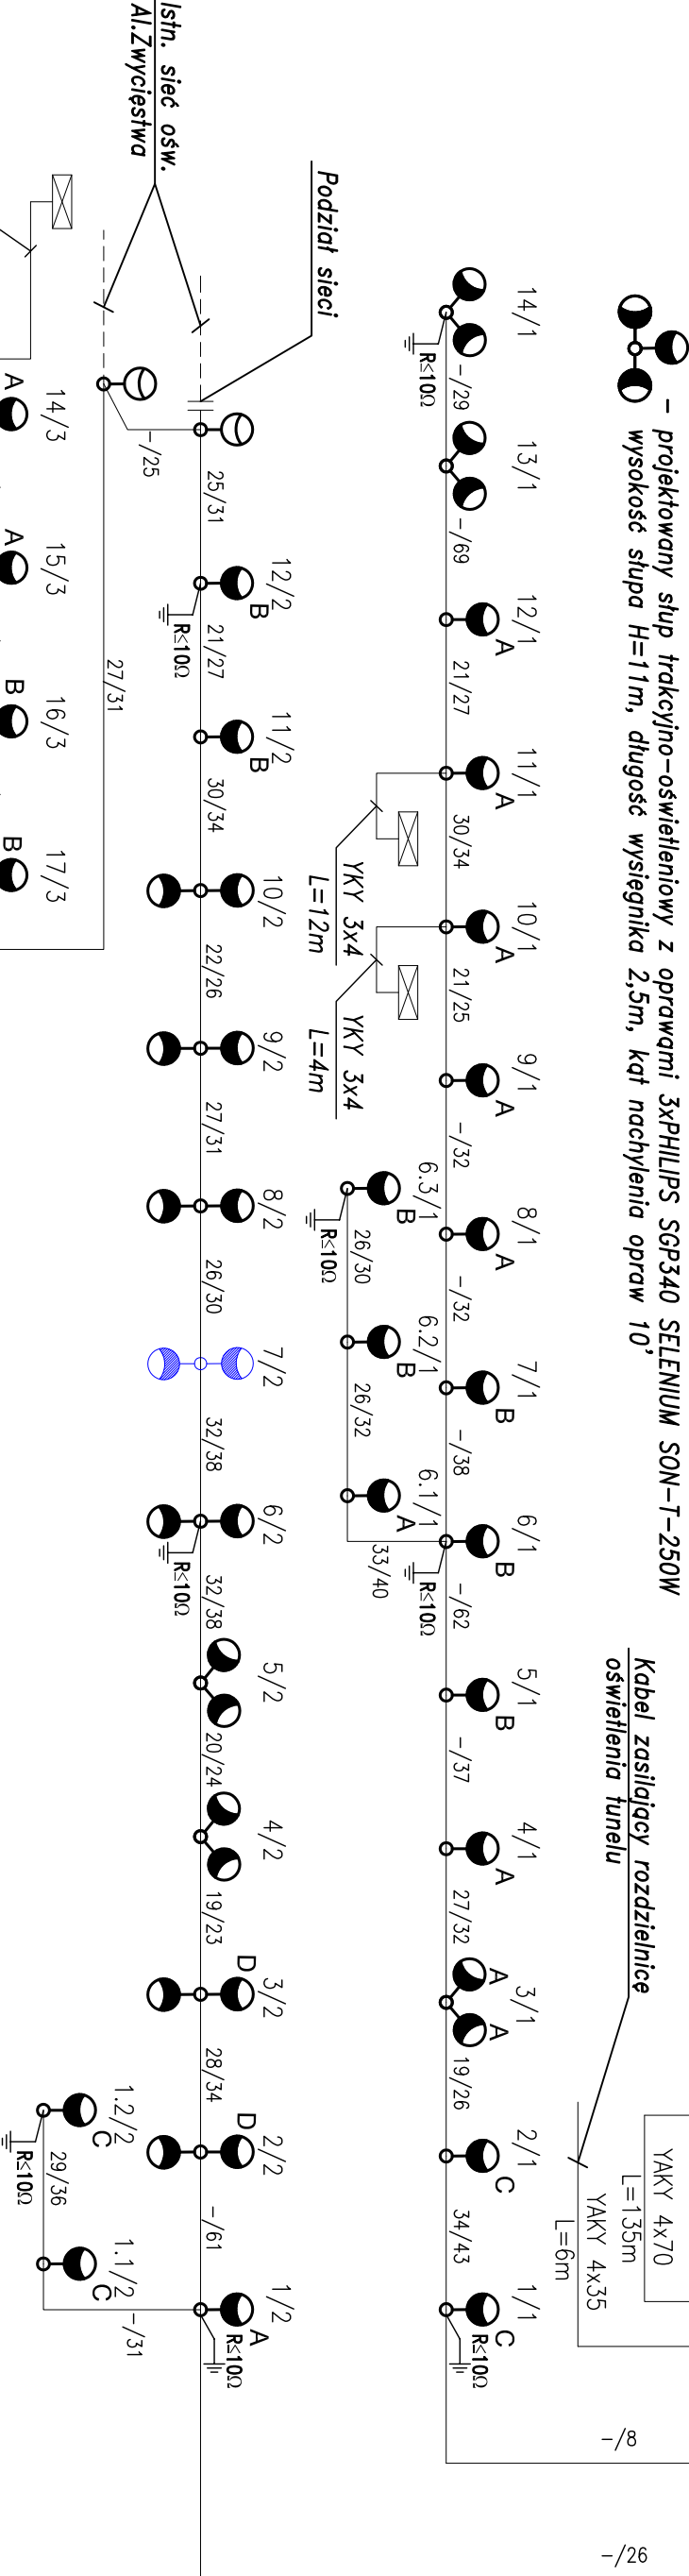 - projektowany słup trakcyjno-oświetleniowy z oprawami 3xPHILIPS SGP340 SELENIUM SON-T-250W
wysokość słupa H=11m, długość wysięgnika 2,5m, kąt nachylenia opraw 10'
Kabel zasilający rozdzielnicę
oświetlenia tunelu
YAKY 4x70
L=135m
YAKY 4x35
L=6m
-/8
-/26
14/1
13/1
12/1
11/1
10/1
9/1
8/1
7/1
6/1
5/1
4/1
3/1
2/1
1/1
A
A
A
A
A
B
B
B
A
A
A
C
C
R≤10Ω
-/29
-/69
21/27
30/34
21/25
-/32
-/32
-/38
R≤10Ω
-/62
-/37
27/32
19/26
34/43
R≤10Ω
YKY 3x4
L=12m
YKY 3x4
L=4m
6.3/1
6.2/1
6.1/1
B
B
A
R≤10Ω
26/30
26/32
33/40
Podział sieci
Istn. sieć ośw.
Al.Zwycięstwa
12/2
11/2
10/2
9/2
8/2
7/2
6/2
5/2
4/2
3/2
2/2
1/2
B
B
D
D
A
25/31
R≤10Ω
21/27
30/34
22/26
27/31
26/30
32/38
R≤10Ω
32/38
20/24
19/23
28/34
-/61
R≤10Ω
-/25
27/31
1.2/2
1.1/2
C
C
R≤10Ω
29/36
-/31
14/3
15/3
16/3
17/3
A
A
B
B